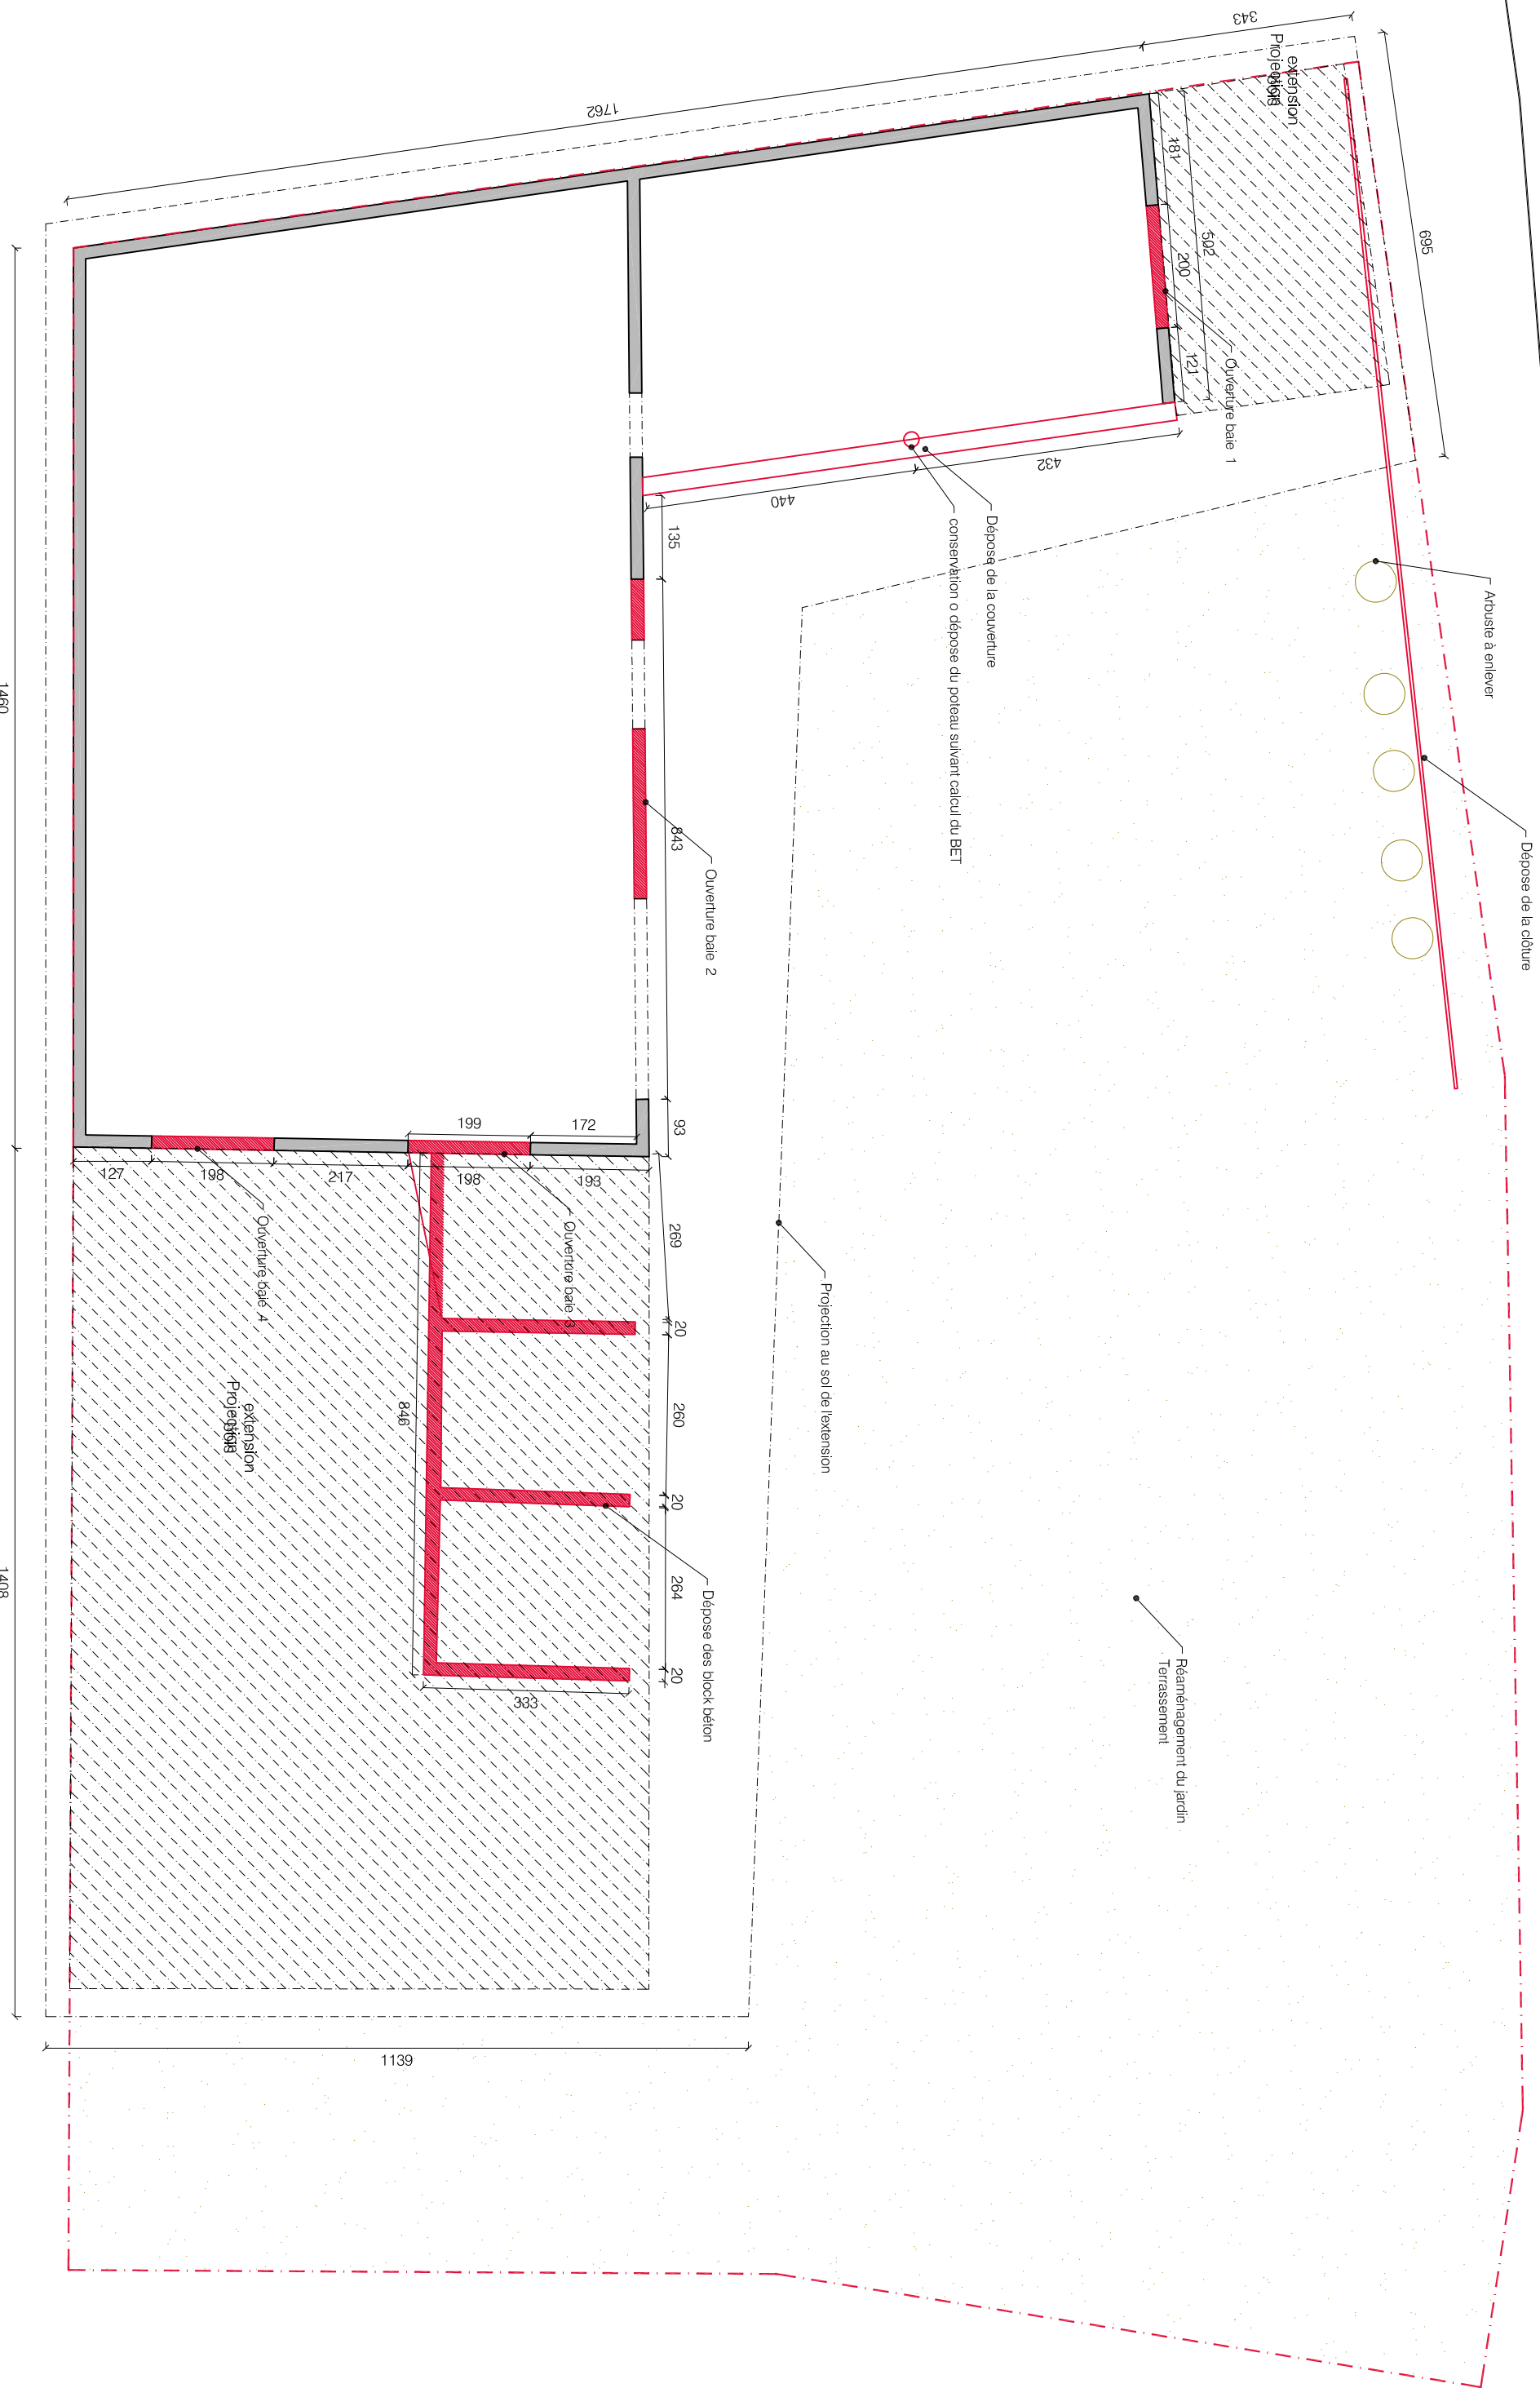 343
extension
1762
695
181
502
200
121
Ouverture baie 1
432
440
135
Dépose de la couverture
conservation o dépose du poteau suivant calcul du BET
Arbuste à enlever
Dépose de la clôture
843
Ouverture baie 2
93
1460
199
172
127
198
217
198
193
Ouverture baie 4
Ouverture baie 3
269
20
260
20
264
20
846
333
extension
Projection au sol de l'extension
Dépose des block béton
Réaménagement du jardin
Terrassement
1408
1139